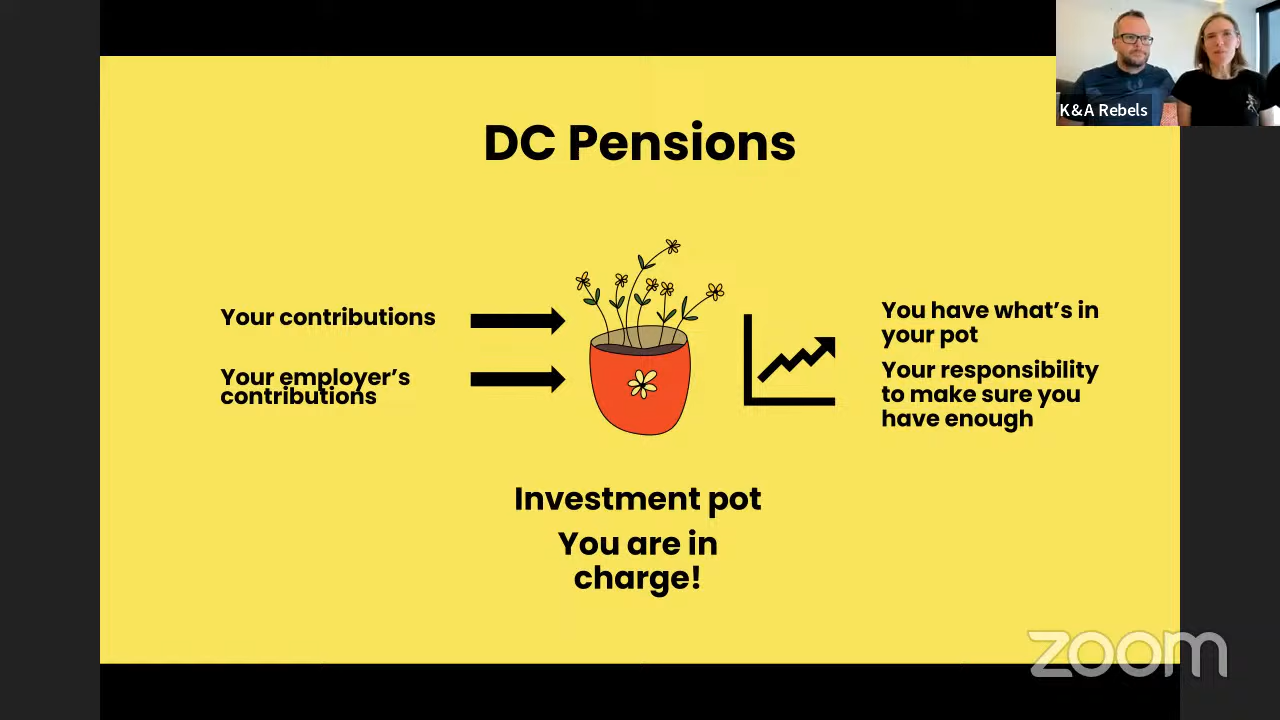 K&A Rebels
DC Pensions
Your contributions
Your employer’s
contributions
You have what’s in
your pot
Your responsibility
to make sure you
have enough
Investment pot
You are in
charge!
zoom